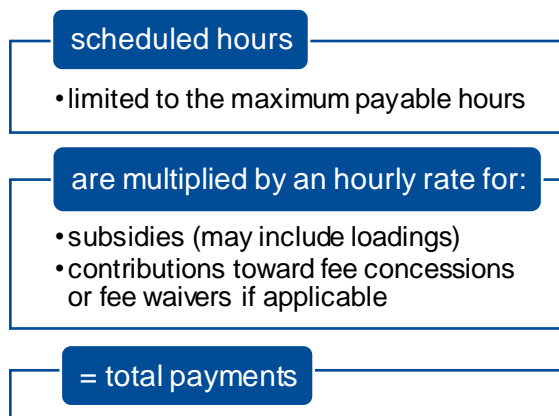 scheduled hours
•limited to the maximum payable hours
are multiplied by an hourly rate for:
•subsidies (may include loadings)
•contributions toward fee concessions
or fee waivers if applicable
= total payments